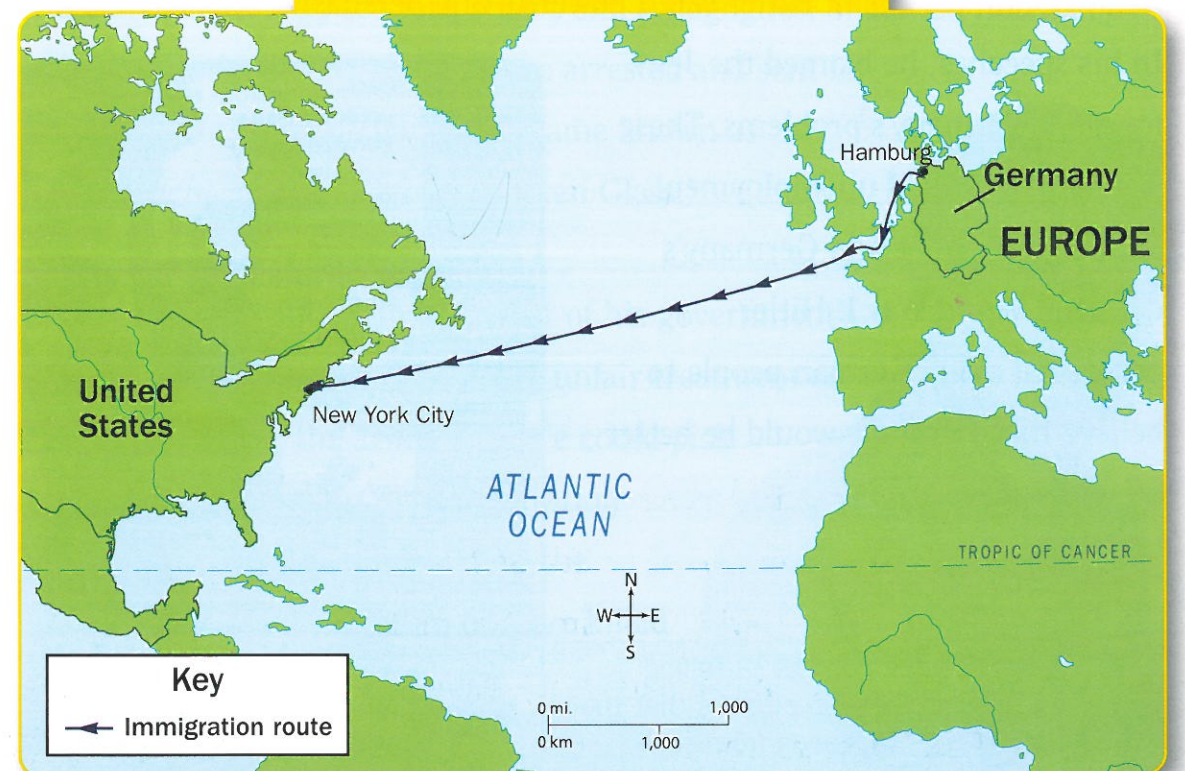 Hamburg
Germany
EUROPE
United
States
New York City
ATLANTIC
OCEAN
TROPIC OF CANCER
N
W E
S
Key
Immigration route
0 mi. 1,000
0 km 1,000